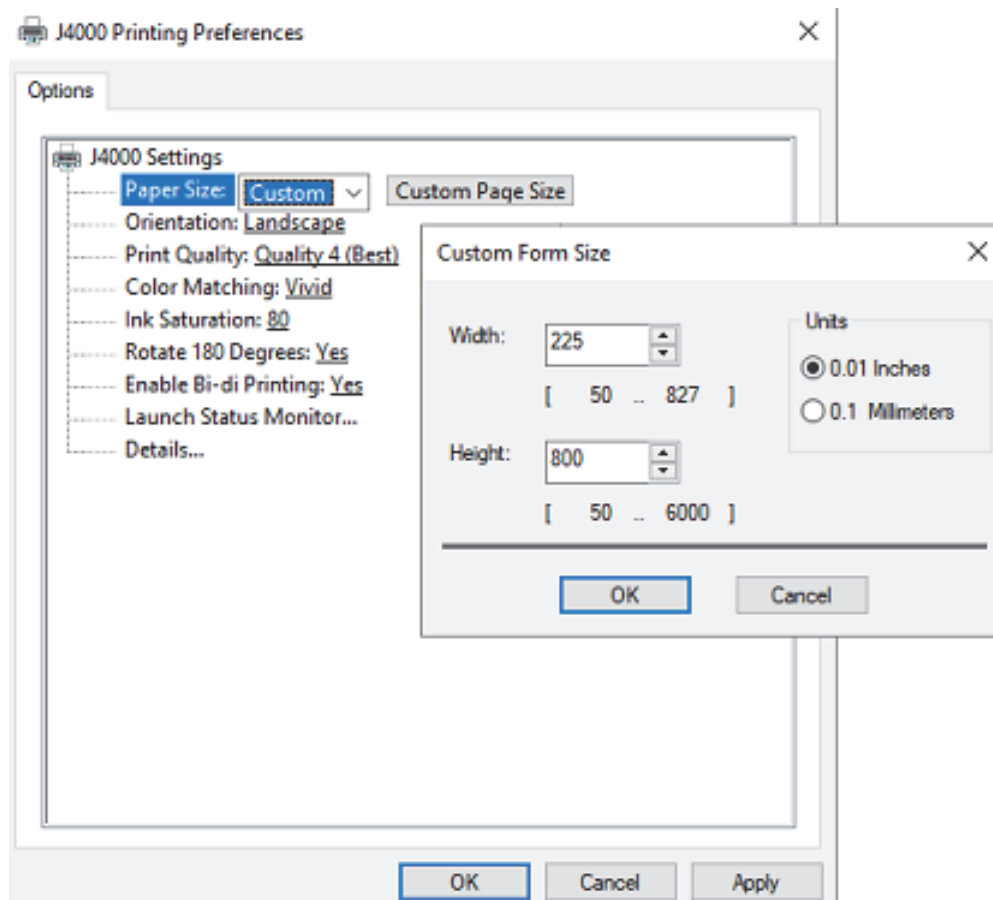 J4000 Printing Preferences
Options
J4000 Settings
Paper Size: Custom Custom Page Size
Orientation: Landscape
Print Quality: Quality 4 (Best)
Color Matching: Vivid
Ink Saturation: 80
Rotate 180 Degrees: Yes
Enable Bi-di Printing: Yes
Launch Status Monitor...
Details...
Custom Form Size
Width: 225
[ 50 .. 827 ]
Height: 800
[ 50 .. 6000 ]
Units
0.01 Inches
0.1 Millimeters
OK Cancel
OK Cancel Apply